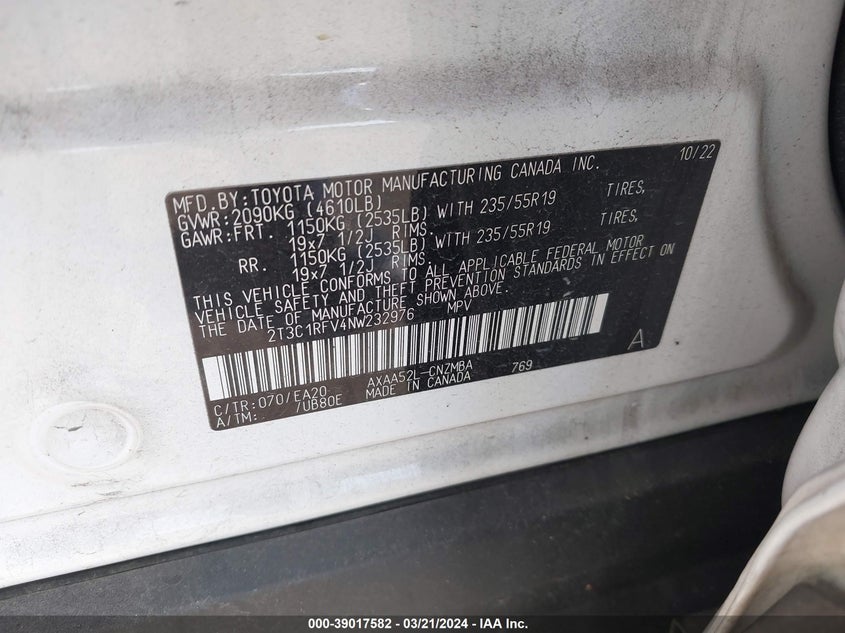 10/22
MFD.BY:TOYOTA MOTOR MANUFACTURING CANADA INC.
GVWR:2090KG (4610LB)
GAWR:FRT. 1150KG (2535LB) WITH 235/55R19 TIRES,
19x7 1/2J RIMS.
RR. 1150KG (2535LB) WITH 235/55R19 TIRES,
19x7 1/2J RIMS.
THIS VEHICLE CONFORMS TO ALL APPLICABLE FEDERAL MOTOR
VEHICLE SAFETY AND THEFT PREVENTION STANDARDS IN EFFECT ON
THE DATE OF MANUFACTURE SHOWN ABOVE.
2T3C1RFV4NW232976 MPV
A
C/TR:070/EA20 AXAA52L-CNZMBA 769
A/TM: /UB80E MADE IN CANADA
000-39017582 / 03/21/2024 - IAA Inc.